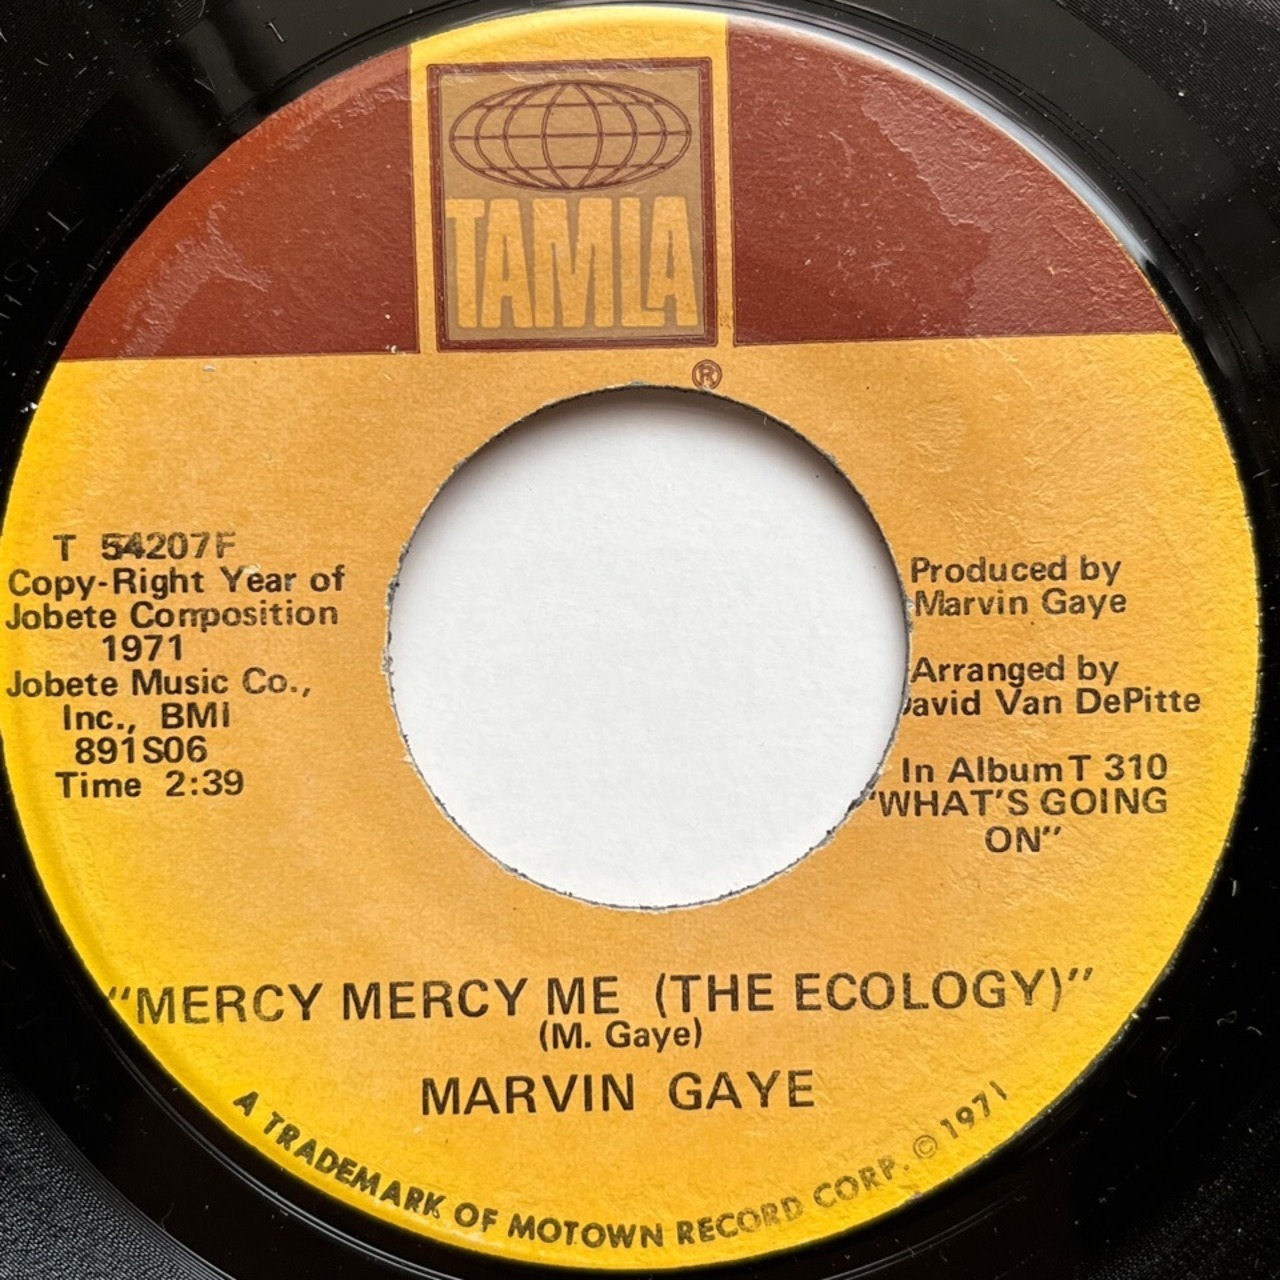 TAMLA
®
T 54207F
Copy-Right Year of
Jobete Composition
1971
Jobete Music Co.,
Inc., BMI
891S06
Time 2:39
Produced by
Marvin Gaye
Arranged by
David Van DePitte
In Album T 310
"WHAT'S GOING
ON"
"MERCY MERCY ME (THE ECOLOGY)"
(M. Gaye)
MARVIN GAYE
A TRADEMARK OF MOTOWN RECORD CORP. © 1971